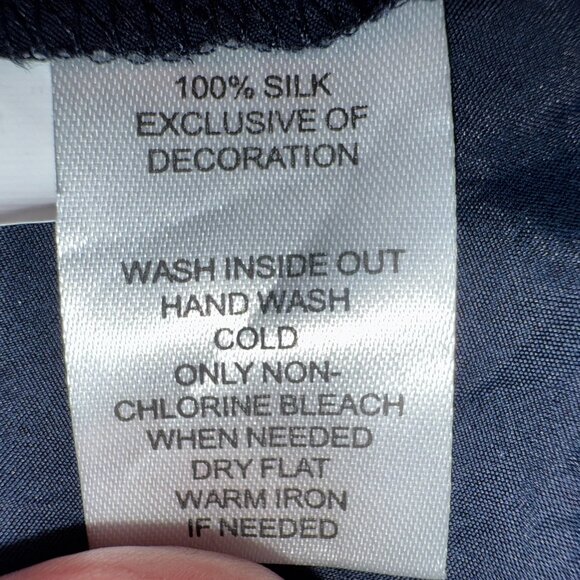 100% SILK
EXCLUSIVE OF
DECORATION
WASH INSIDE OUT
HAND WASH
COLD
ONLY NON-
CHLORINE BLEACH
WHEN NEEDED
DRY FLAT
WARM IRON
IF NEEDED